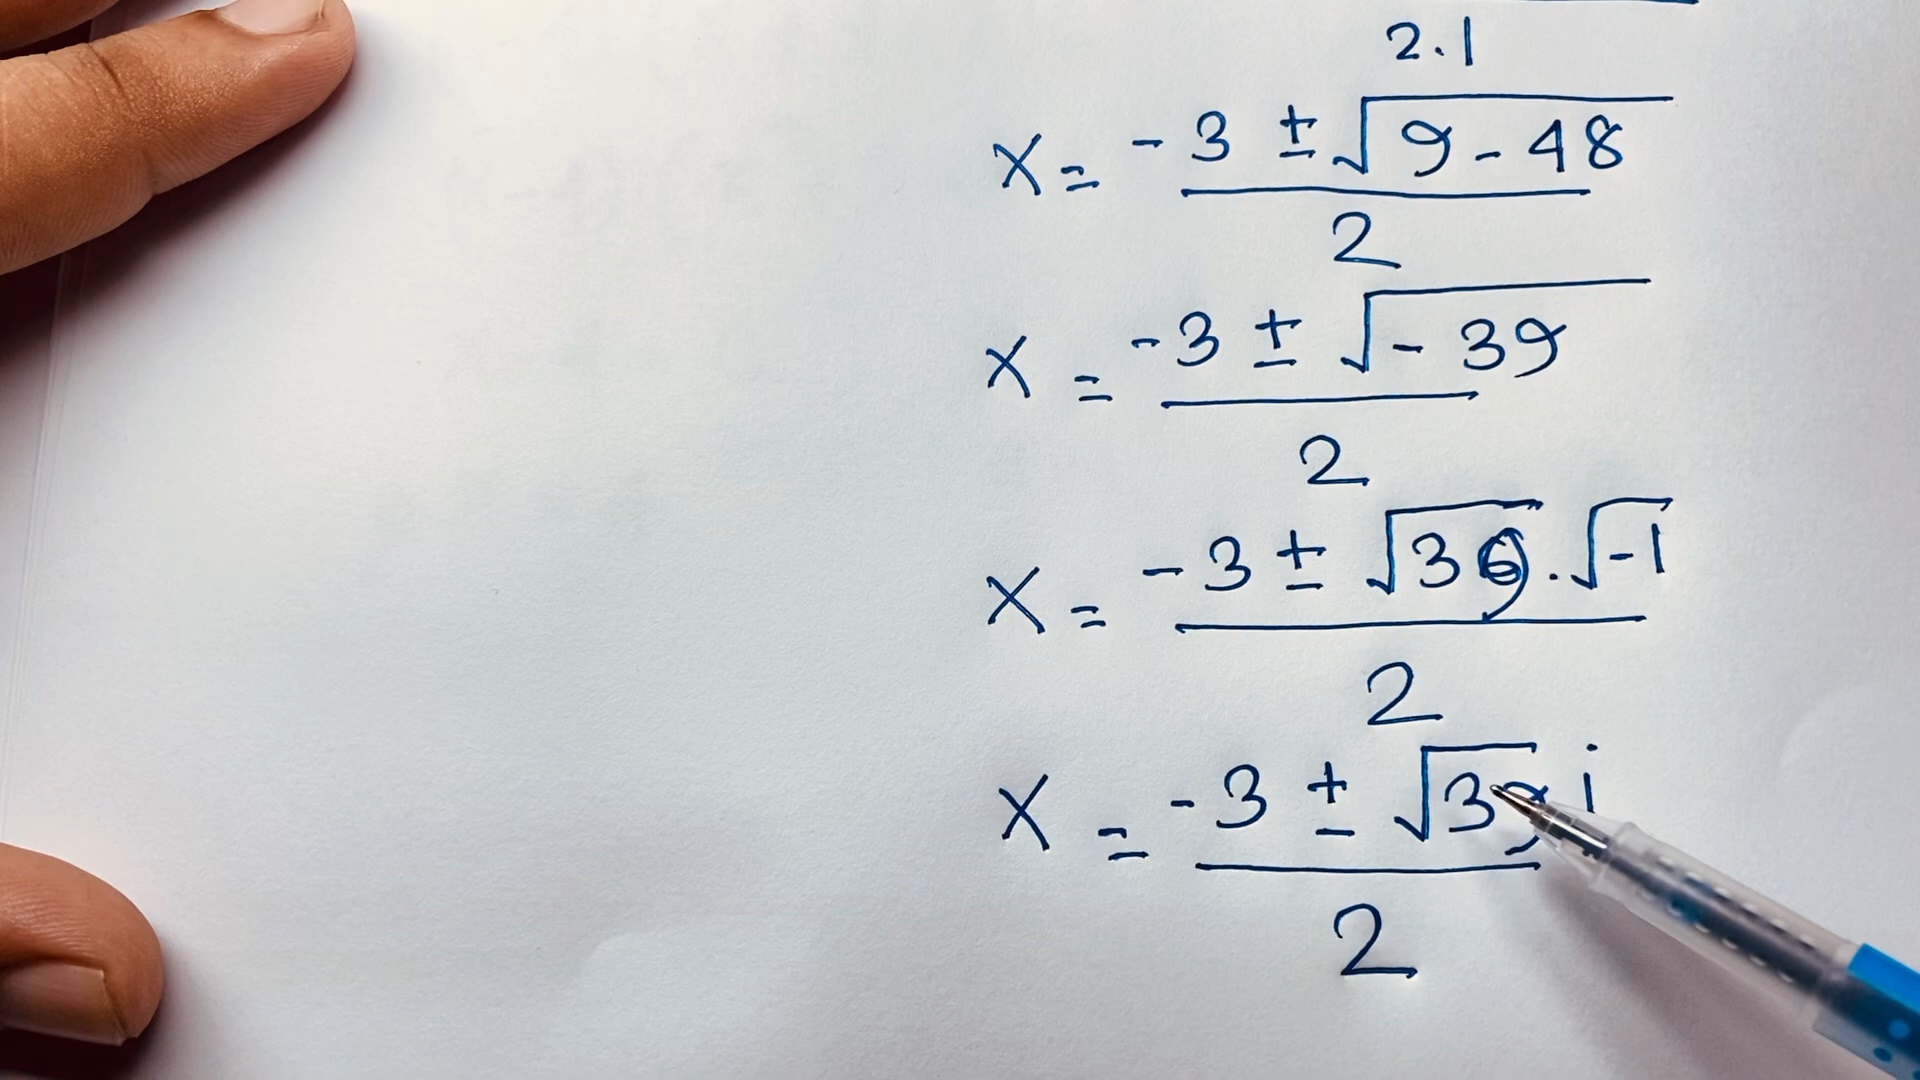 2.1
x = -3 ± √9-48
2
x = -3 ± √-39
2
x = -3 ± √39.√-1
2
x = -3 ± √39 i
2